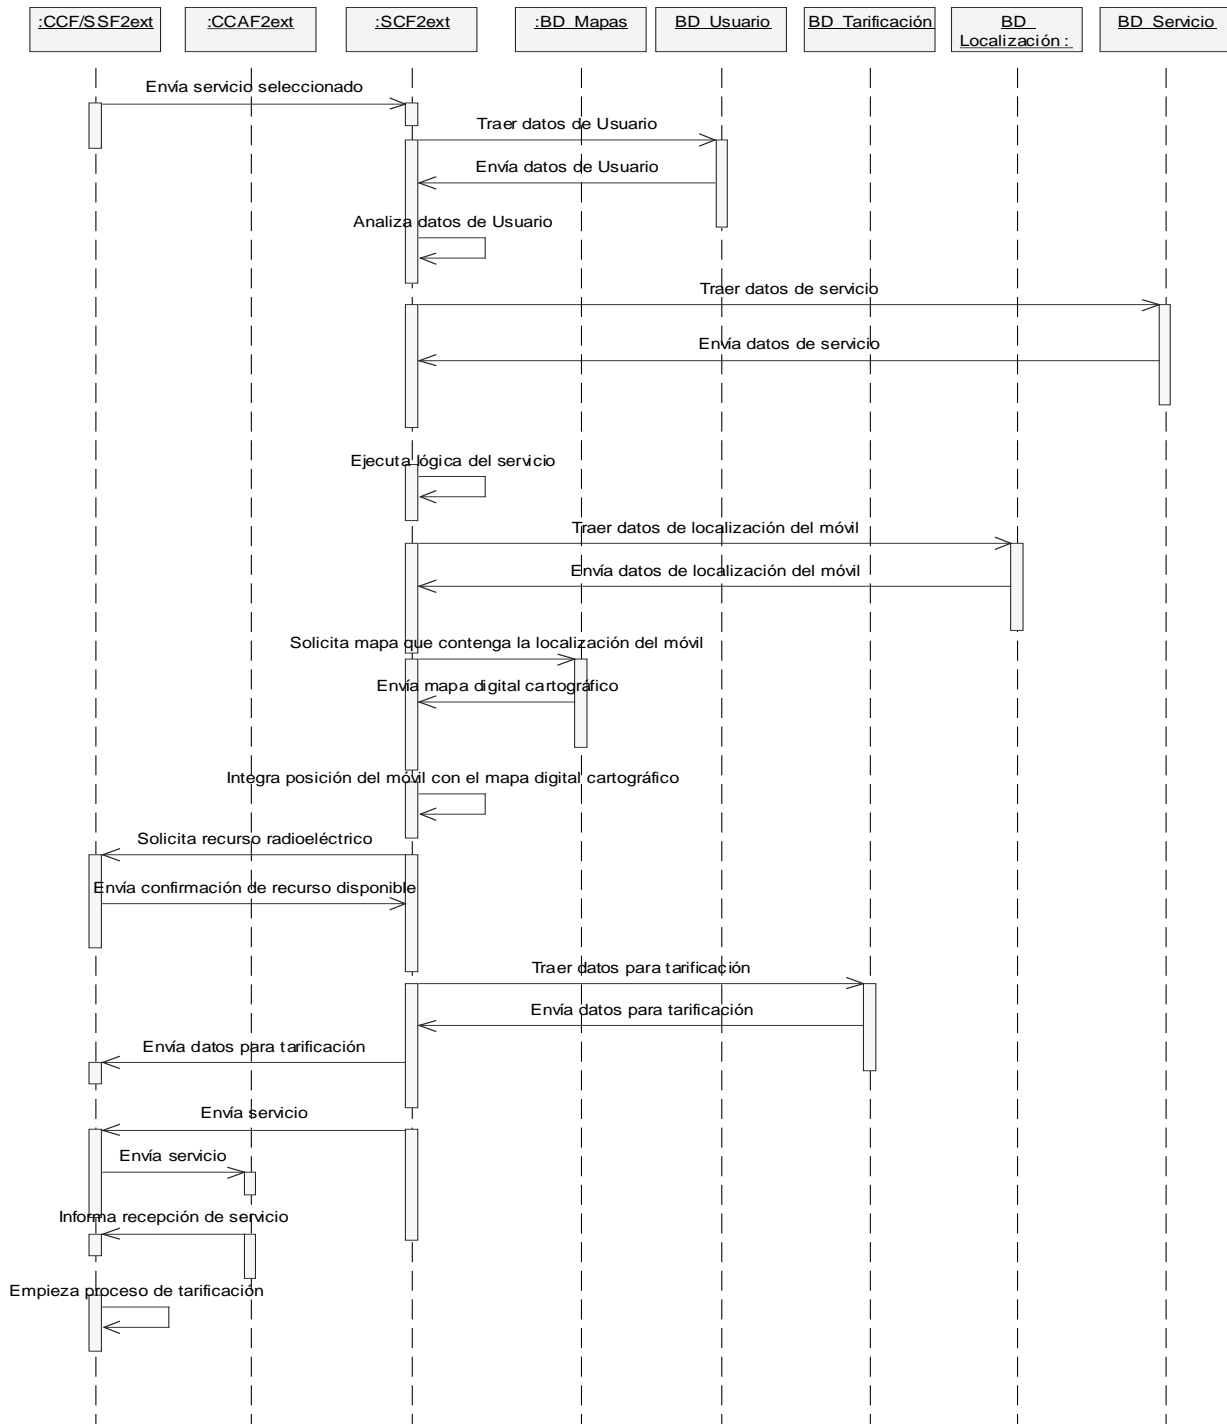 :CCF/SSF2ext
:CCAF2ext
:SCF2ext
:BD_Mapas
BD_Usuario
BD_Tarificación
BD_
Localización :
BD_Servicio
Envía servicio seleccionado
Traer datos de Usuario
Envía datos de Usuario
Analiza datos de Usuario
Traer datos de servicio
Envía datos de servicio
Ejecuta lógica del servicio
Traer datos de localización del móvil
Envía datos de localización del móvil
Solicita mapa que contenga la localización del móvil
Envía mapa digital cartográfico
Integra posición del móvil con el mapa digital cartográfico
Solicita recurso radioeléctrico
Envía confirmación de recurso disponible
Traer datos para tarificación
Envía datos para tarificación
Envía datos para tarificación
Envía servicio
Envía servicio
Informa recepción de servicio
Empieza proceso de tarificación